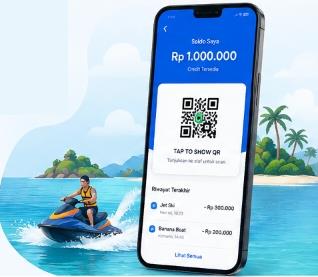 Saldo Saya
Rp 1.000.000
Credit Tersedia
TAP TO SHOW QR
Tunjukkan ke staf untuk scan
Riwayat Terakhir
Jet Ski
- Rp 300.000
Banana Boat
- Rp 200.000
Lihat Semua